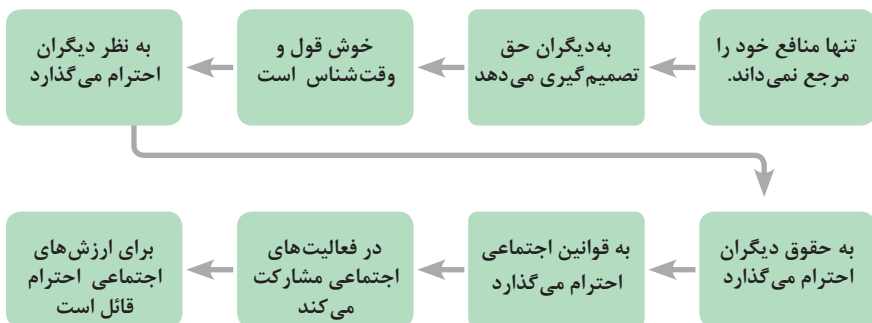 تنها منافع خود را
مرجع نمی‌داند.
به‌دیگران حق
تصمیم‌گیری می‌دهد
خوش قول و
وقت‌شناس است
به نظر دیگران
احترام می‌گذارد
به حقوق دیگران
احترام می‌گذارد
به قوانین اجتماعی
احترام می‌گذارد
در فعالیت‌های
اجتماعی مشارکت
می‌کند
برای ارزش‌های
اجتماعی احترام
قائل است